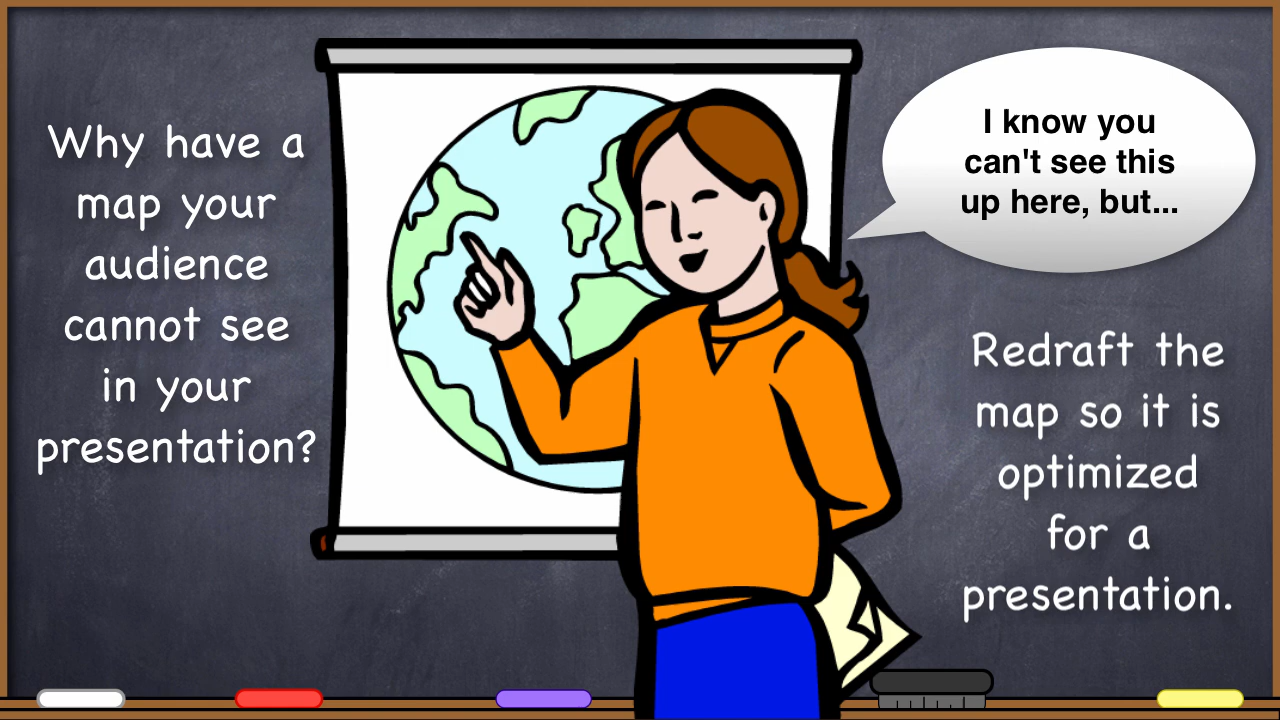 Why have a
map your
audience
cannot see
in your
presentation?
I know you
can't see this
up here, but...
Redraft the
map so it is
optimized
for a
presentation.